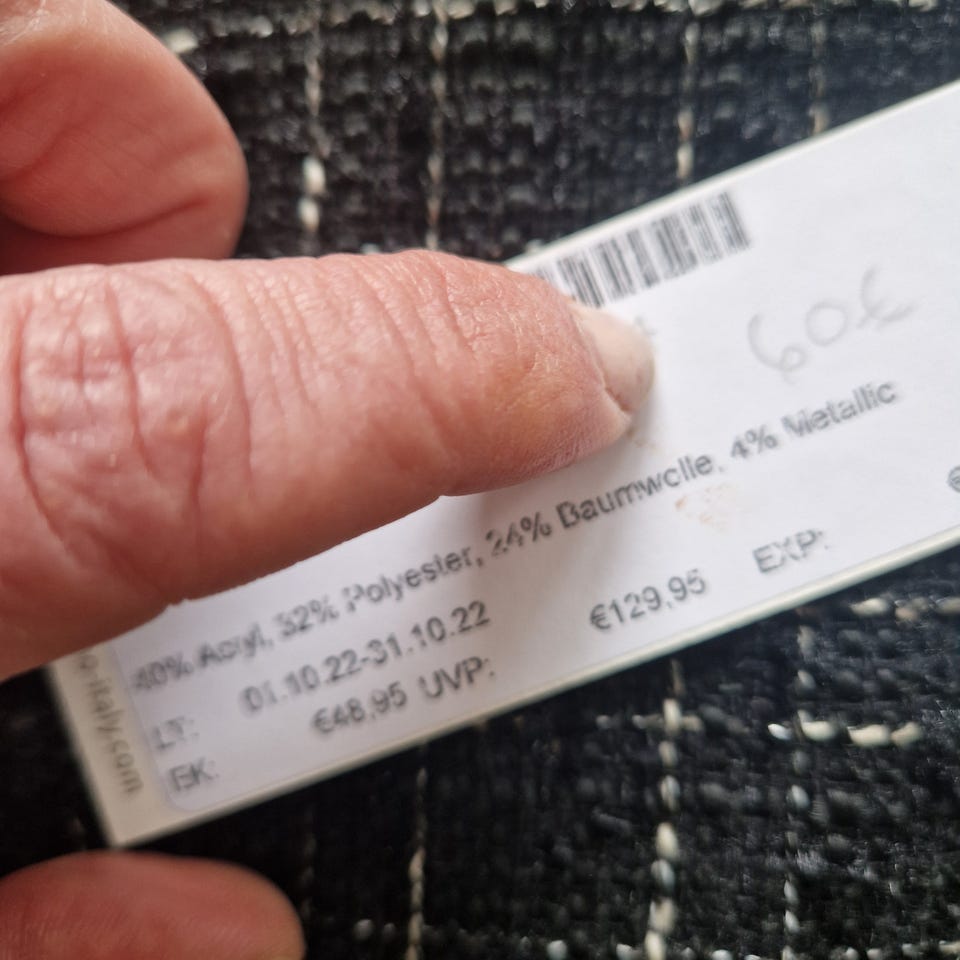 60€
40% Acryl, 32% Polyester, 24% Baumwolle, 4% Metallic
LT: 01.10.22-31.10.22
EK: €48,95 UVP: €129,95 EXP: €
italy.com